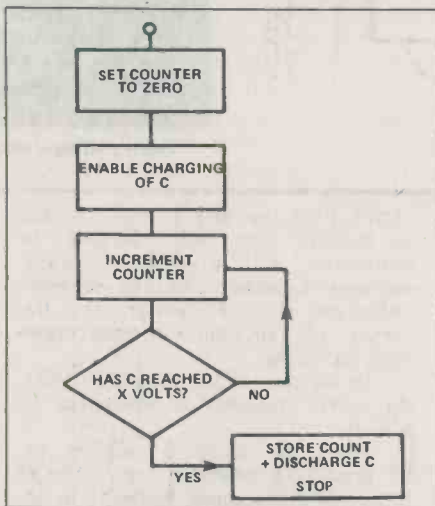 SET COUNTER
TO ZERO
ENABLE CHARGING
OF C
INCREMENT
COUNTER
HAS C REACHED
X VOLTS?
NO
YES
STORE COUNT
+ DISCHARGE C
STOP